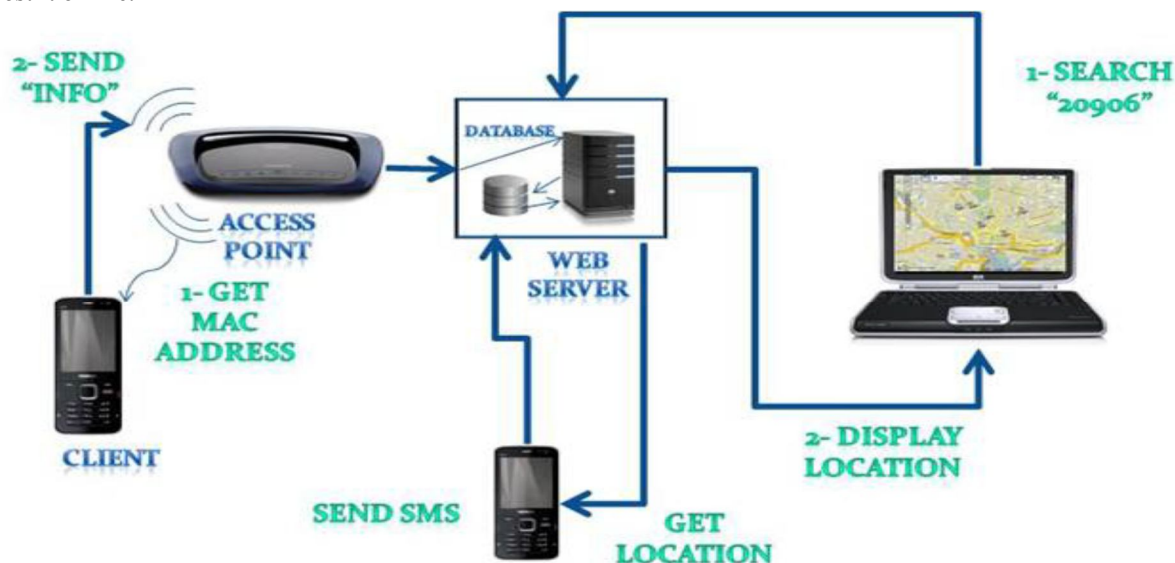 2- SEND
"INFO"
1- SEARCH
"20906"
DATABASE
ACCESS
POINT
WEB
SERVER
1- GET
MAC
ADDRESS
CLIENT
2- DISPLAY
LOCATION
SEND SMS
GET
LOCATION